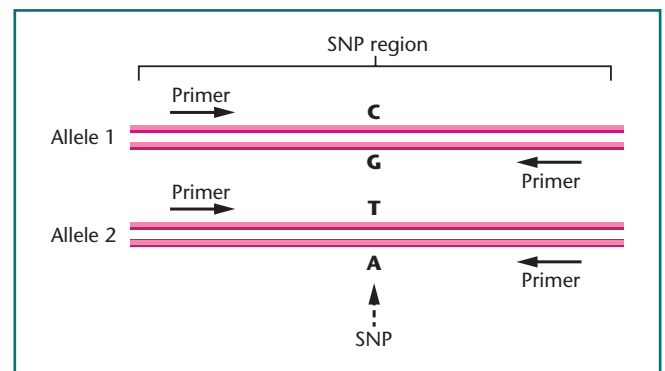 SNP region
Primer
C
Allele 1
G
Primer
Primer
T
Allele 2
A
Primer
SNP